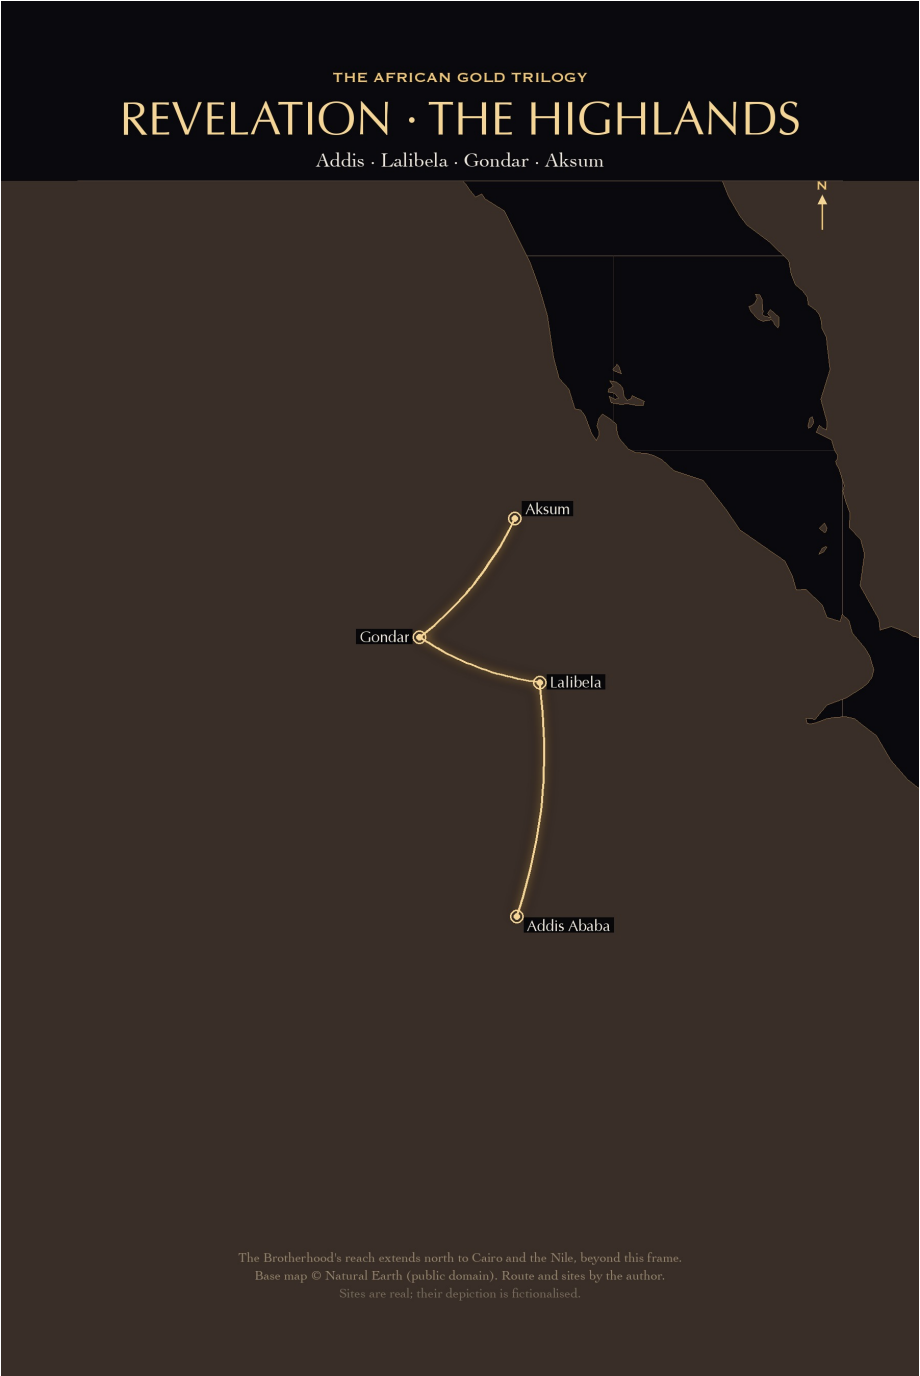 THE AFRICAN GOLD TRILOGY
REVELATION · THE HIGHLANDS
Addis · Lalibela · Gondar · Aksum
N
Aksum
Gondar
Lalibela
Addis Ababa
The Brotherhood's reach extends north to Cairo and the Nile, beyond this frame.
Base map © Natural Earth (public domain). Route and sites by the author.
Sites are real; their depiction is fictionalised.